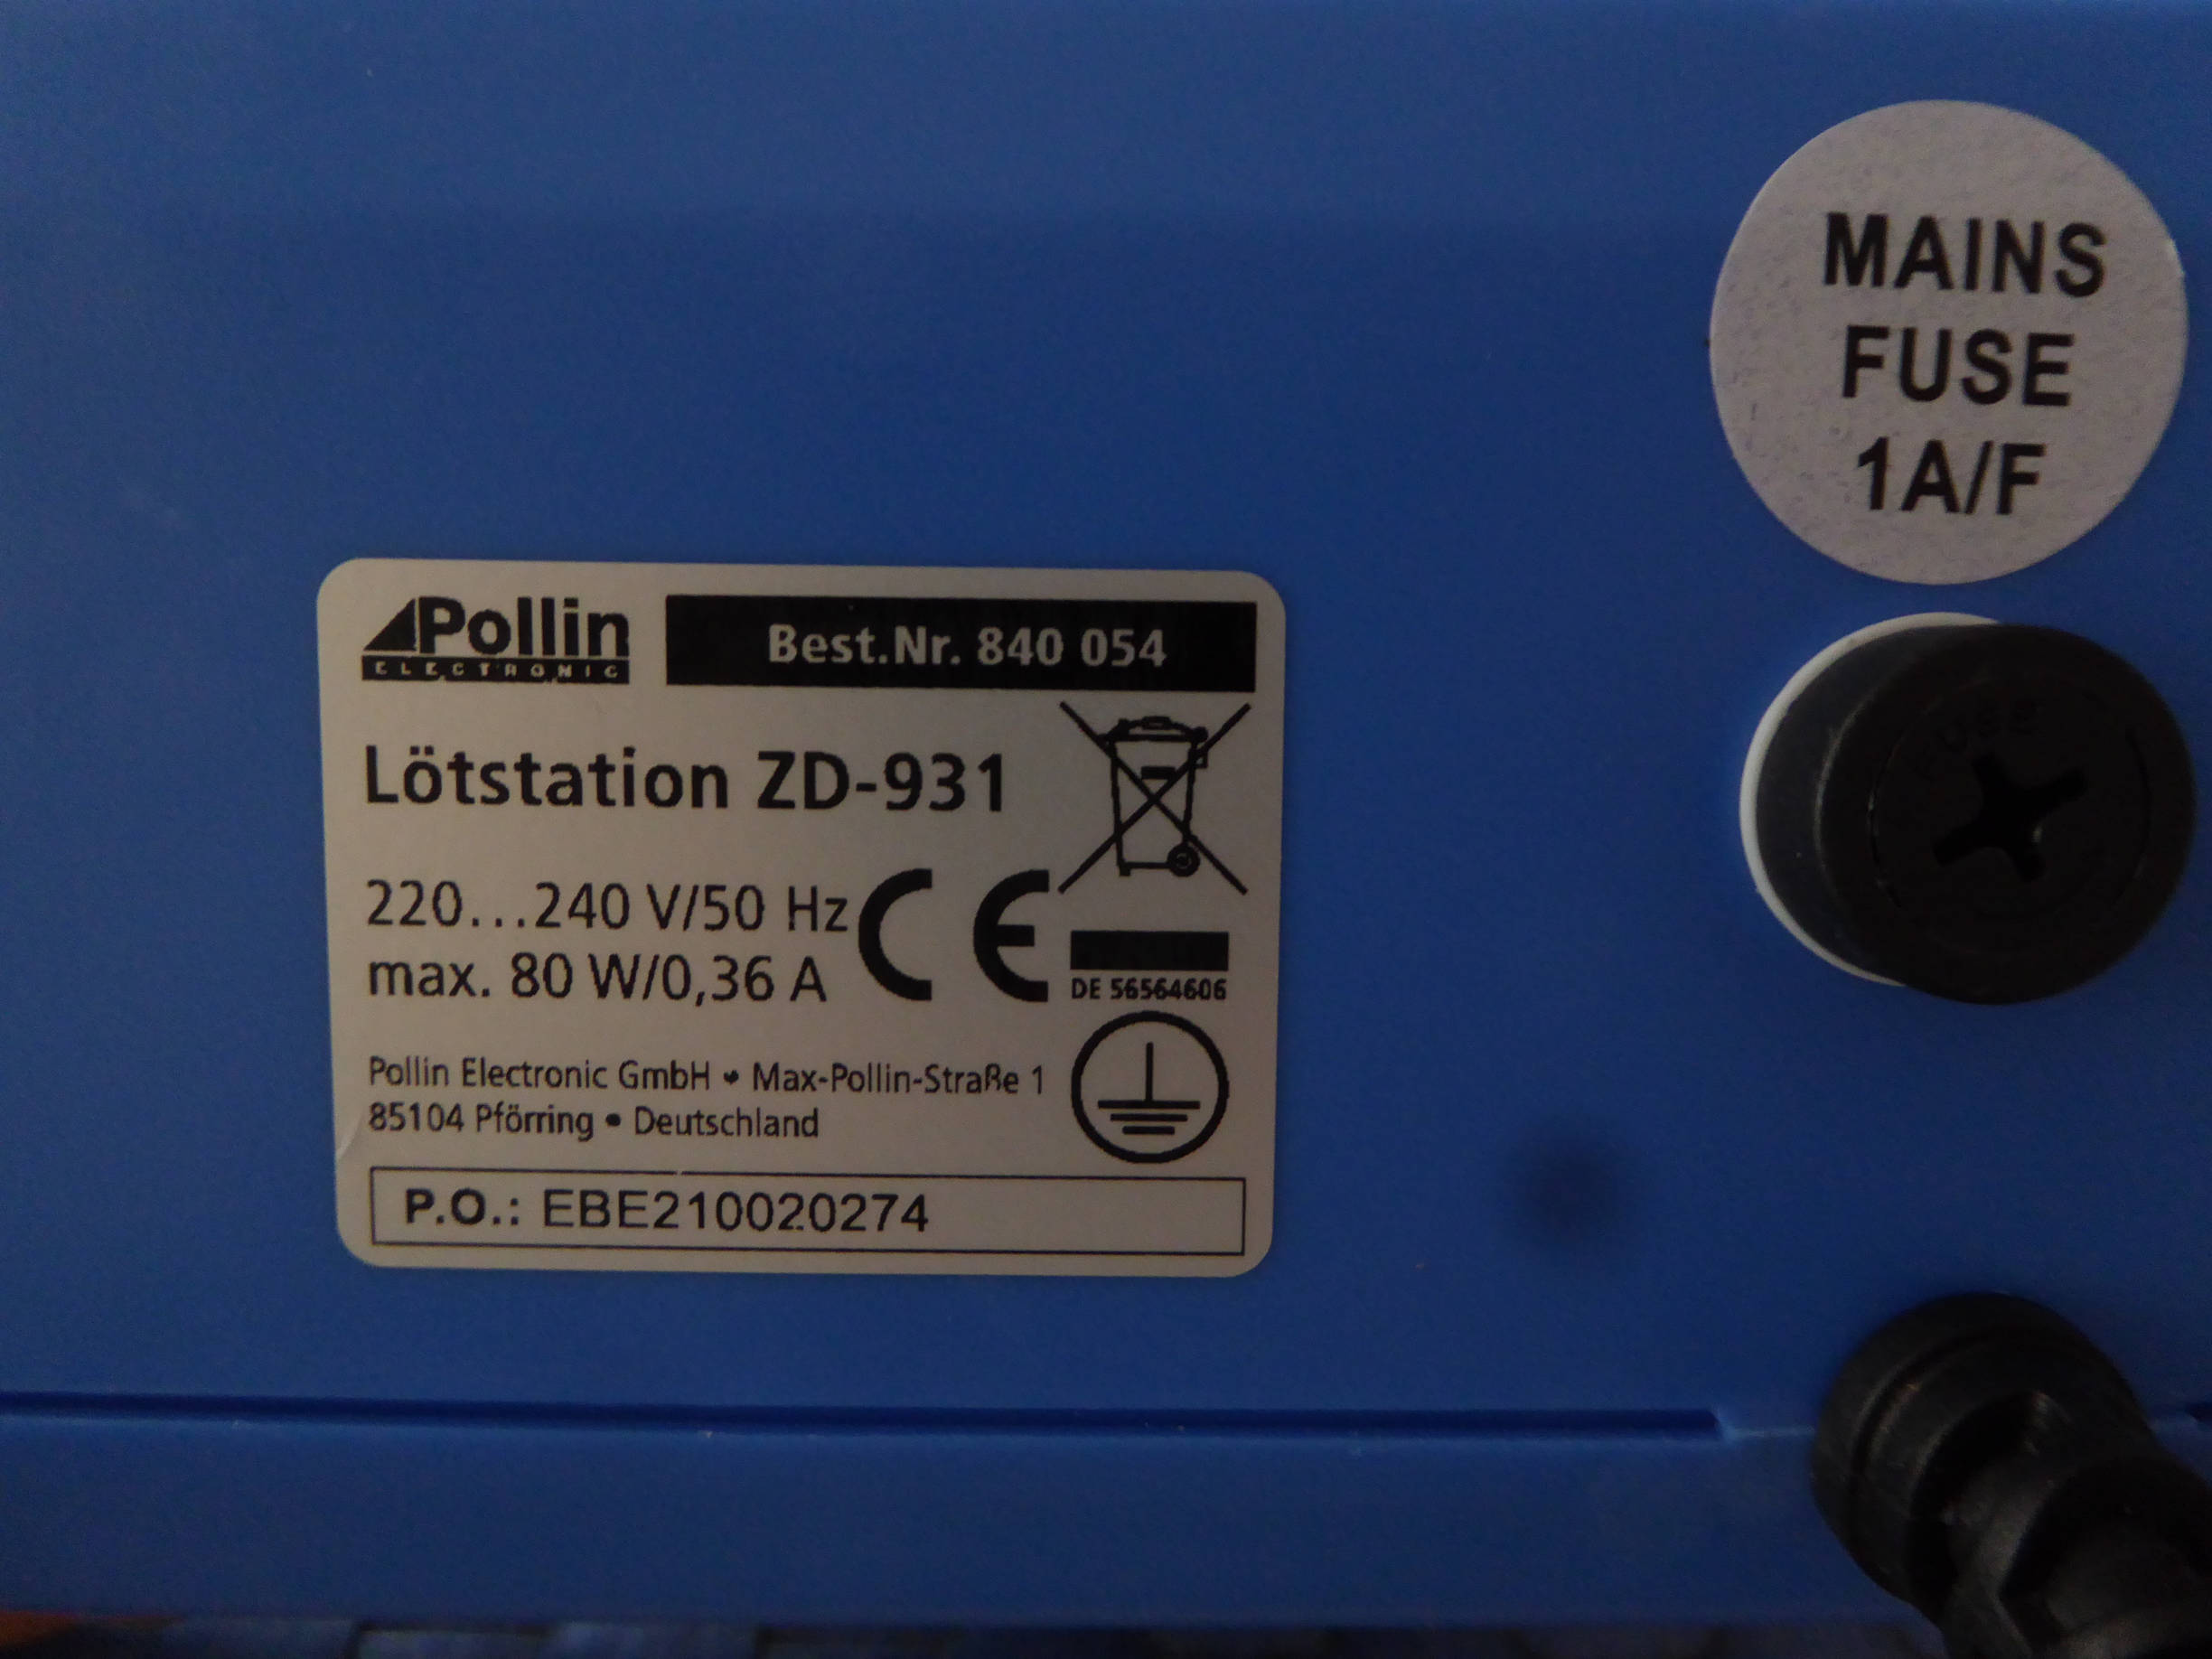 MAINS
FUSE
1A/F
Pollin
ELECTRONIC
Best.Nr. 840 054
Lötstation ZD-931
220...240 V/50 Hz
max. 80 W/0,36 A
CE
DE 56564606
Pollin Electronic GmbH • Max-Pollin-Straße 1
85104 Pförring • Deutschland
P.O.: EBE210020274
FUSE